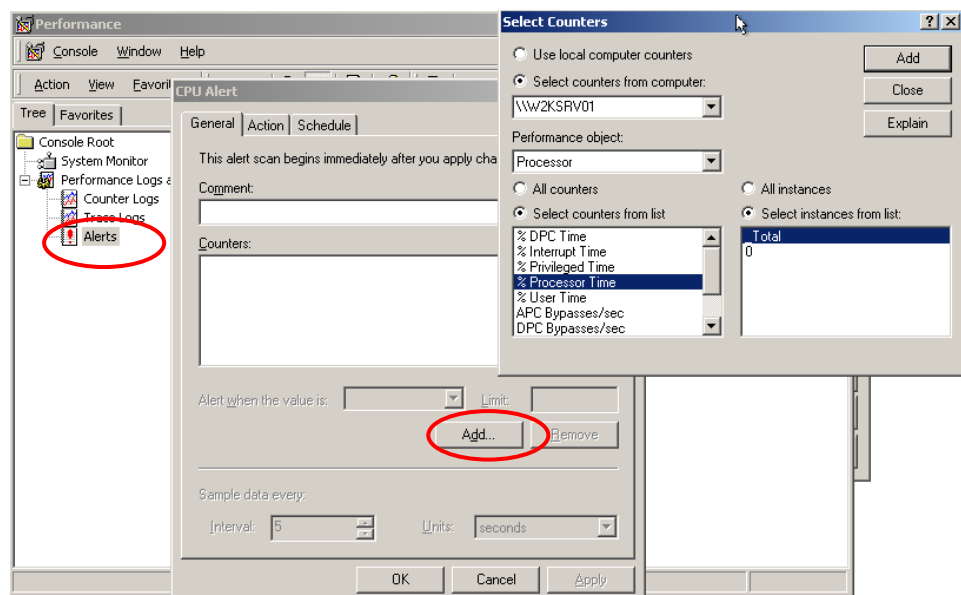 Performance
Console Window Help
Action View Favorit
Tree Favorites
Console Root
System Monitor
Performance Logs a
Counter Logs
Trace Logs
Alerts
CPU Alert
General Action Schedule
This alert scan begins immediately after you apply cha
Comment:
Counters:
Alert when the value is: Limit:
Add... Remove
Sample data every:
Interval: 5 Units: seconds
OK Cancel Apply
Select Counters
Use local computer counters
Select counters from computer:
\\W2KSRV01
Performance object:
Processor
All counters
Select counters from list
% DPC Time
% Interrupt Time
% Privileged Time
% Processor Time
% User Time
APC Bypasses/sec
DPC Bypasses/sec
All instances
Select instances from list:
_Total
0
Add
Close
Explain